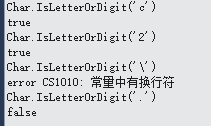 Char.IsLetterOrDigit('c')
true
Char.IsLetterOrDigit('2')
true
Char.IsLetterOrDigit('\')
error CS1010: 常量中有换行符
Char.IsLetterOrDigit('.')
false